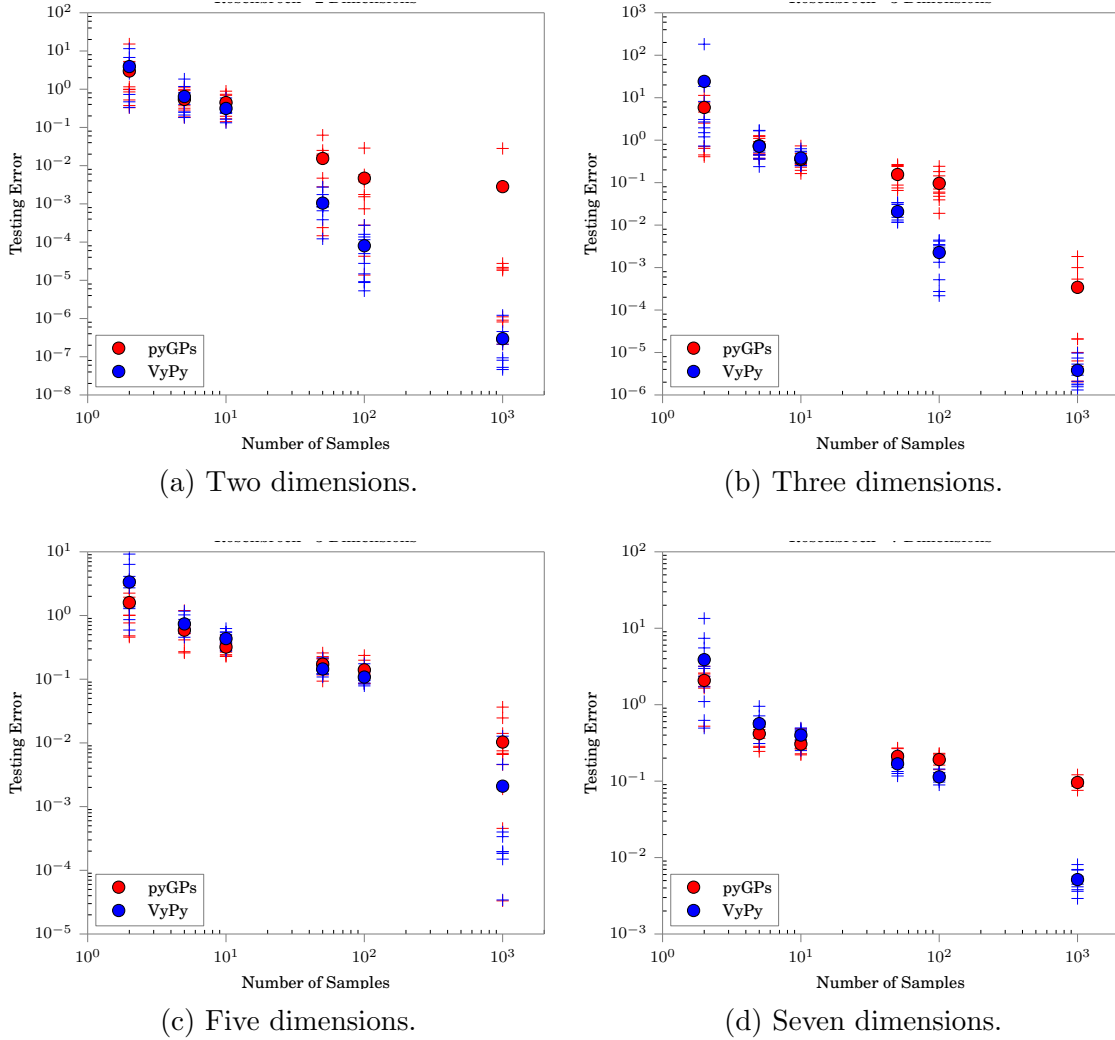 10^2
10^1
10^0
10^{-1}
10^{-2}
10^{-3}
10^{-4}
10^{-5}
10^{-6}
10^{-7}
10^{-8}
Testing Error
pyGPs
VyPy
10^0 10^1 10^2 10^3
Number of Samples
(a) Two dimensions.
10^3
10^2
10^1
10^0
10^{-1}
10^{-2}
10^{-3}
10^{-4}
10^{-5}
10^{-6}
Testing Error
pyGPs
VyPy
10^0 10^1 10^2 10^3
Number of Samples
(b) Three dimensions.
10^1
10^0
10^{-1}
10^{-2}
10^{-3}
10^{-4}
10^{-5}
Testing Error
pyGPs
VyPy
10^0 10^1 10^2 10^3
Number of Samples
(c) Five dimensions.
10^2
10^1
10^0
10^{-1}
10^{-2}
10^{-3}
Testing Error
pyGPs
VyPy
10^0 10^1 10^2 10^3
Number of Samples
(d) Seven dimensions.